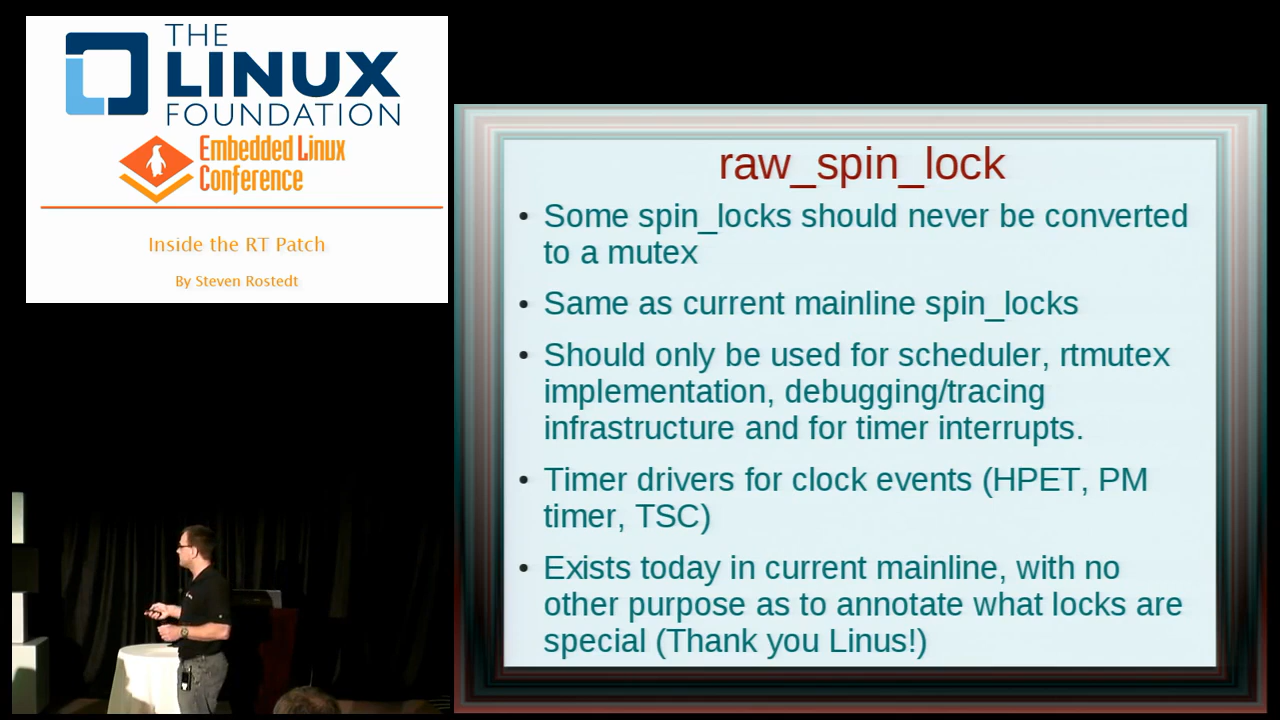 THE
LINUX
FOUNDATION
Embedded Linux
Conference
Inside the RT Patch
By Steven Rostedt
raw_spin_lock
• Some spin_locks should never be converted
to a mutex
• Same as current mainline spin_locks
• Should only be used for scheduler, rtmutex
implementation, debugging/tracing
infrastructure and for timer interrupts.
• Timer drivers for clock events (HPET, PM
timer, TSC)
• Exists today in current mainline, with no
other purpose as to annotate what locks are
special (Thank you Linus!)